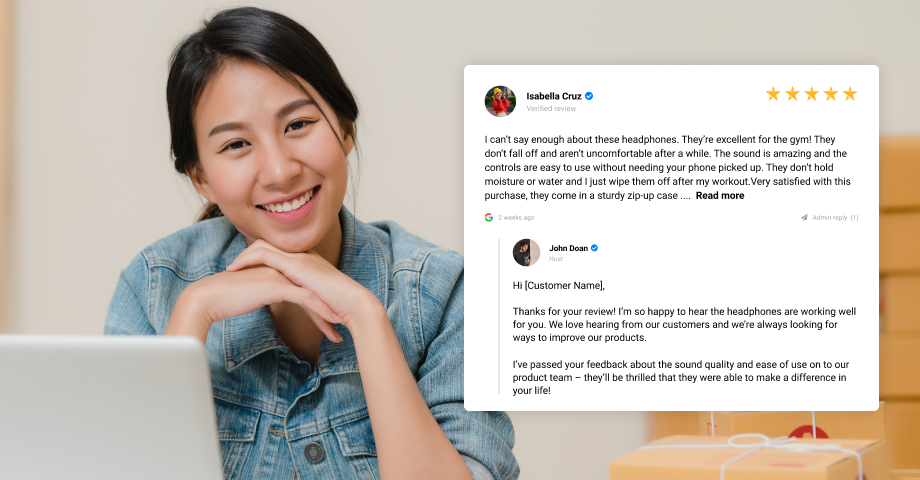 Isabella Cruz
Verified review
I can't say enough about these headphones. They're excellent for the gym! They
don't fall off and aren't uncomfortable after a while. The sound is amazing and the
controls are easy to use without needing your phone picked up. They don't hold
moisture or water and I just wipe them off after my workout.Very satisfied with this
purchase, they come in a sturdy zip-up case .... Read more
2 weeks ago
Admin reply (1)
John Doan
Host
Hi [Customer Name],
Thanks for your review! I'm so happy to hear the headphones are working well
for you. We love hearing from our customers and we're always looking for
ways to improve our products.
I've passed your feedback about the sound quality and ease of use on to our
product team – they'll be thrilled that they were able to make a difference in
your life!